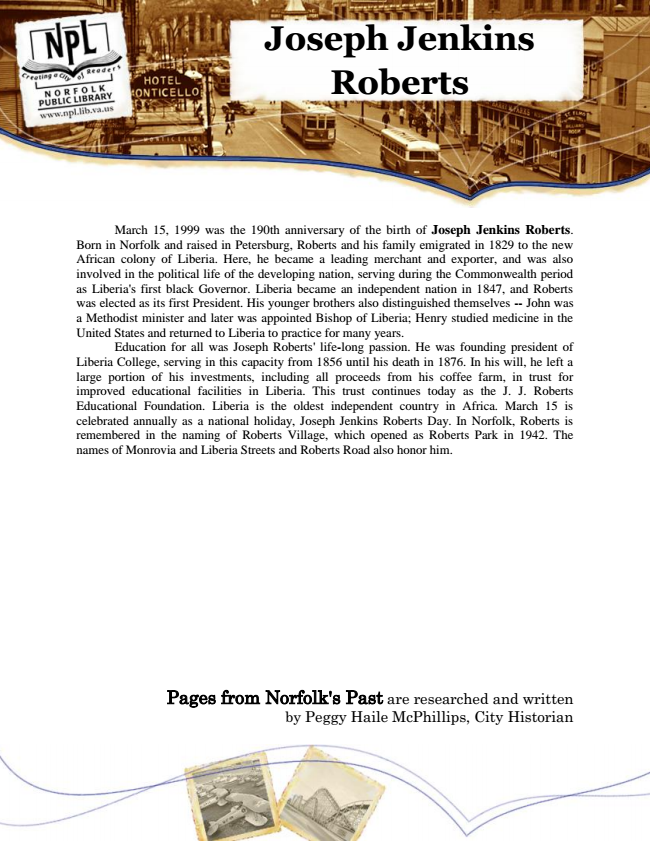 NPL
Creating a City of Readers
NORFOLK
PUBLIC LIBRARY
www.npl.lib.va.us
HOTEL
MONTICELLO
MONTICELLO
Joseph Jenkins
Roberts
March 15, 1999 was the 190th anniversary of the birth of Joseph Jenkins Roberts.
Born in Norfolk and raised in Petersburg, Roberts and his family emigrated in 1829 to the new
African colony of Liberia. Here, he became a leading merchant and exporter, and was also
involved in the political life of the developing nation, serving during the Commonwealth period
as Liberia's first black Governor. Liberia became an independent nation in 1847, and Roberts
was elected as its first President. His younger brothers also distinguished themselves -- John was
a Methodist minister and later was appointed Bishop of Liberia; Henry studied medicine in the
United States and returned to Liberia to practice for many years.
Education for all was Joseph Roberts' life-long passion. He was founding president of
Liberia College, serving in this capacity from 1856 until his death in 1876. In his will, he left a
large portion of his investments, including all proceeds from his coffee farm, in trust for
improved educational facilities in Liberia. This trust continues today as the J. J. Roberts
Educational Foundation. Liberia is the oldest independent country in Africa. March 15 is
celebrated annually as a national holiday, Joseph Jenkins Roberts Day. In Norfolk, Roberts is
remembered in the naming of Roberts Village, which opened as Roberts Park in 1942. The
names of Monrovia and Liberia Streets and Roberts Road also honor him.
Pages from Norfolk's Past are researched and written
by Peggy Haile McPhillips, City Historian